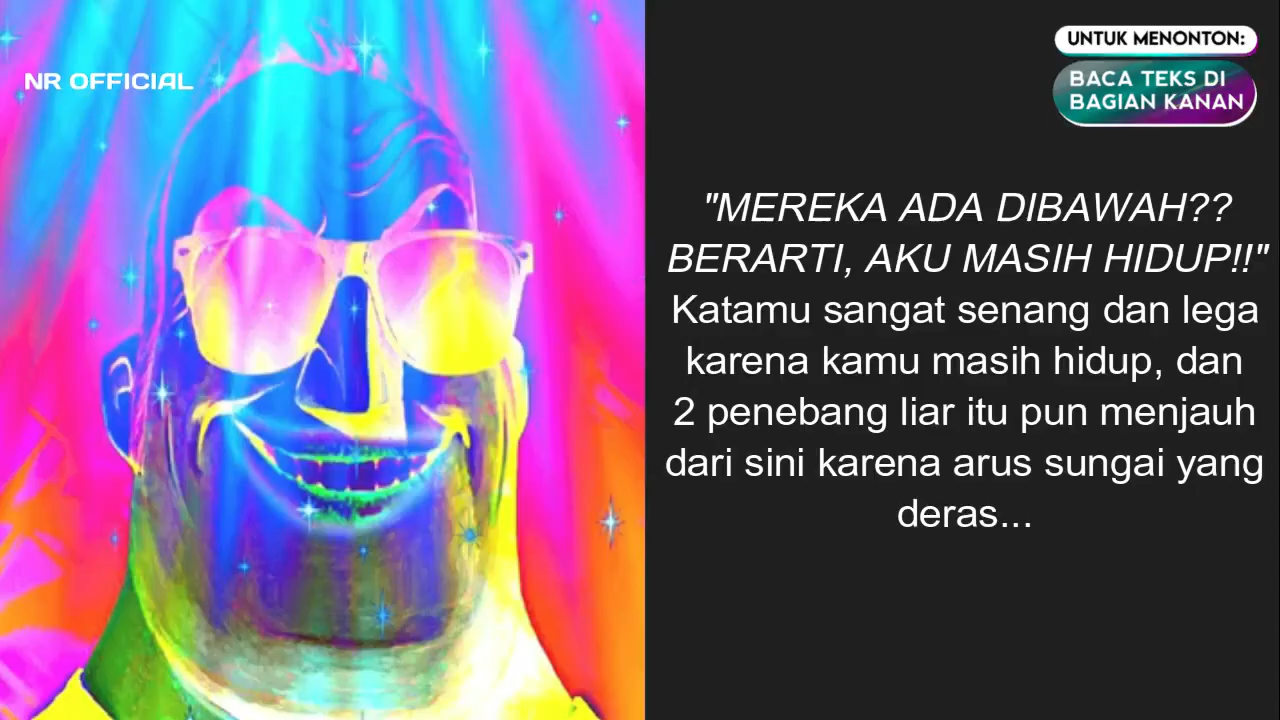 NR OFFICIAL
UNTUK MENONTON:
BACA TEKS DI
BAGIAN KANAN
"MEREKA ADA DIBAWAH??
BERARTI, AKU MASIH HIDUP!!"
Katamu sangat senang dan lega
karena kamu masih hidup, dan
2 penebang liar itu pun menjauh
dari sini karena arus sungai yang
deras...